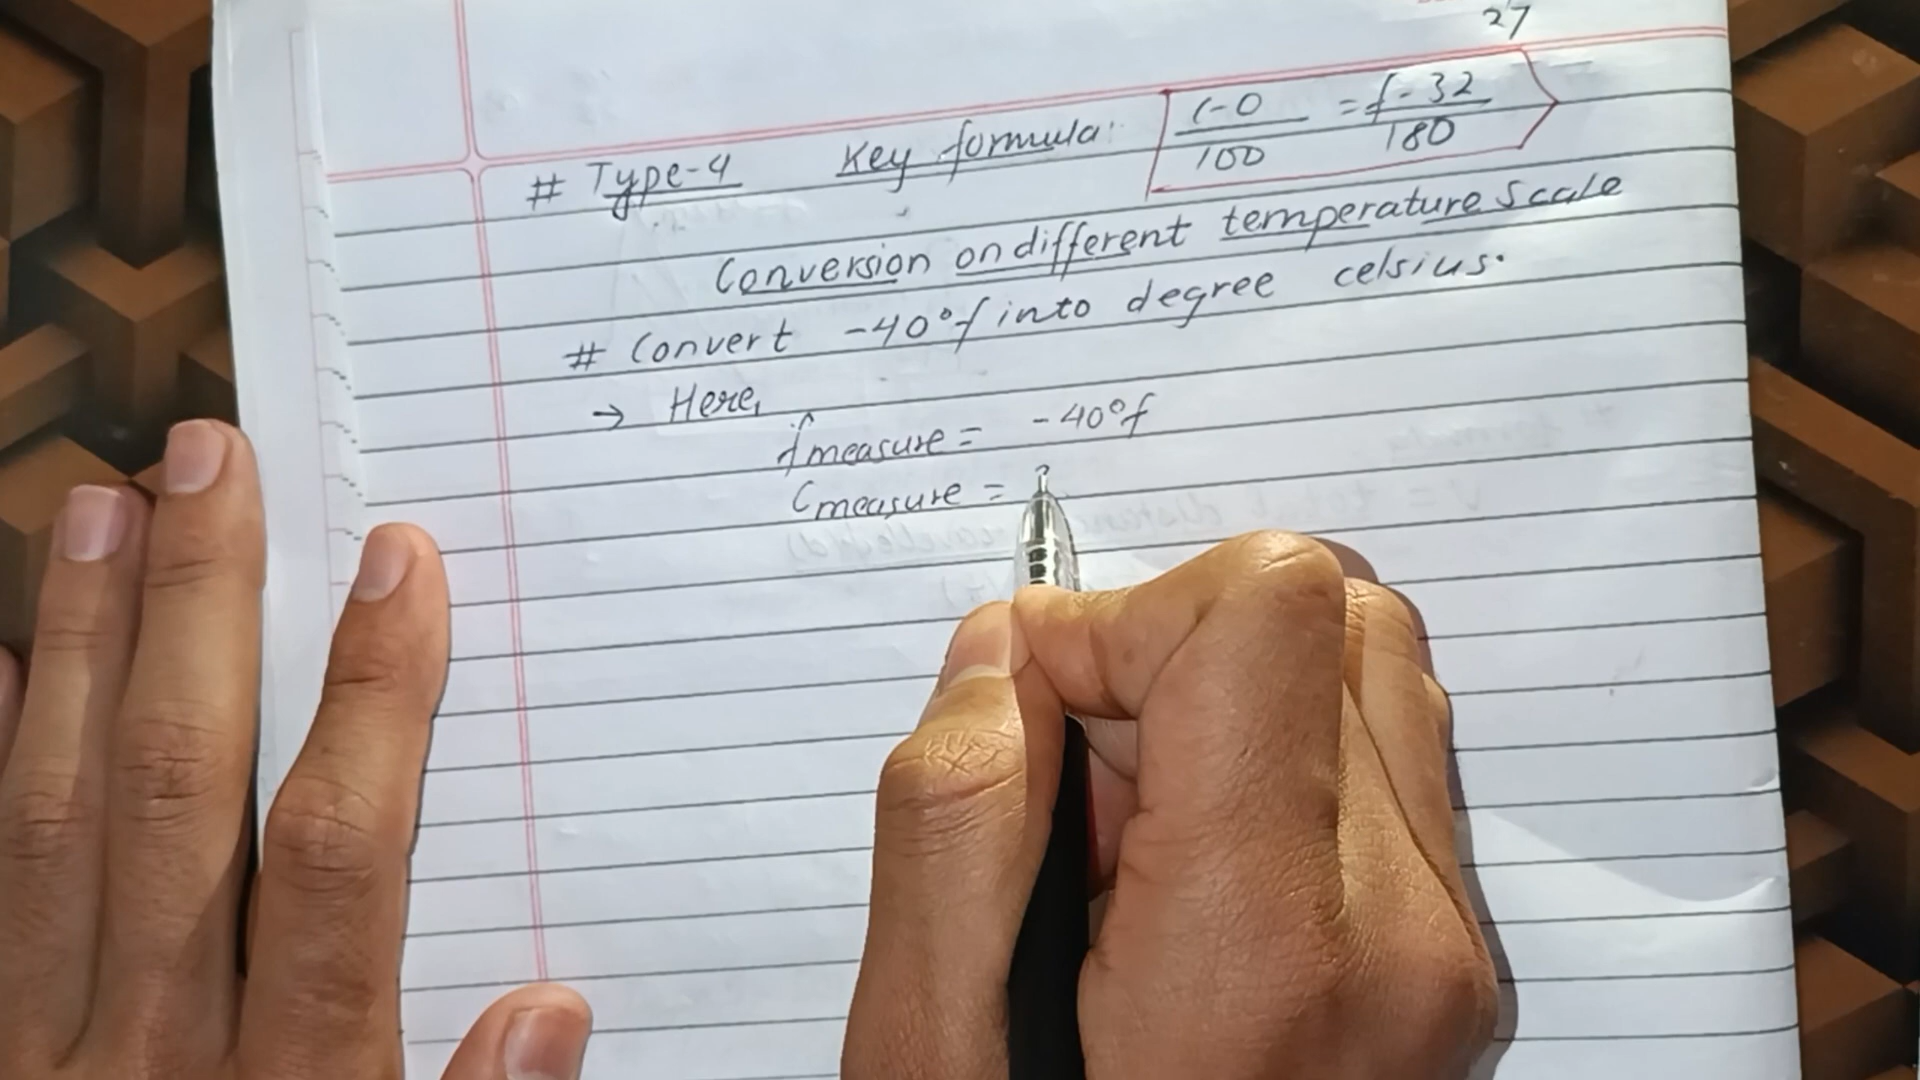 27
# Type-4 Key formula: C-0/100 = f-32/180
Conversion on different temperature scale
# Convert -40°f into degree celsius.
→ Here,
fmeasure = -40°f
Cmeasure = ?